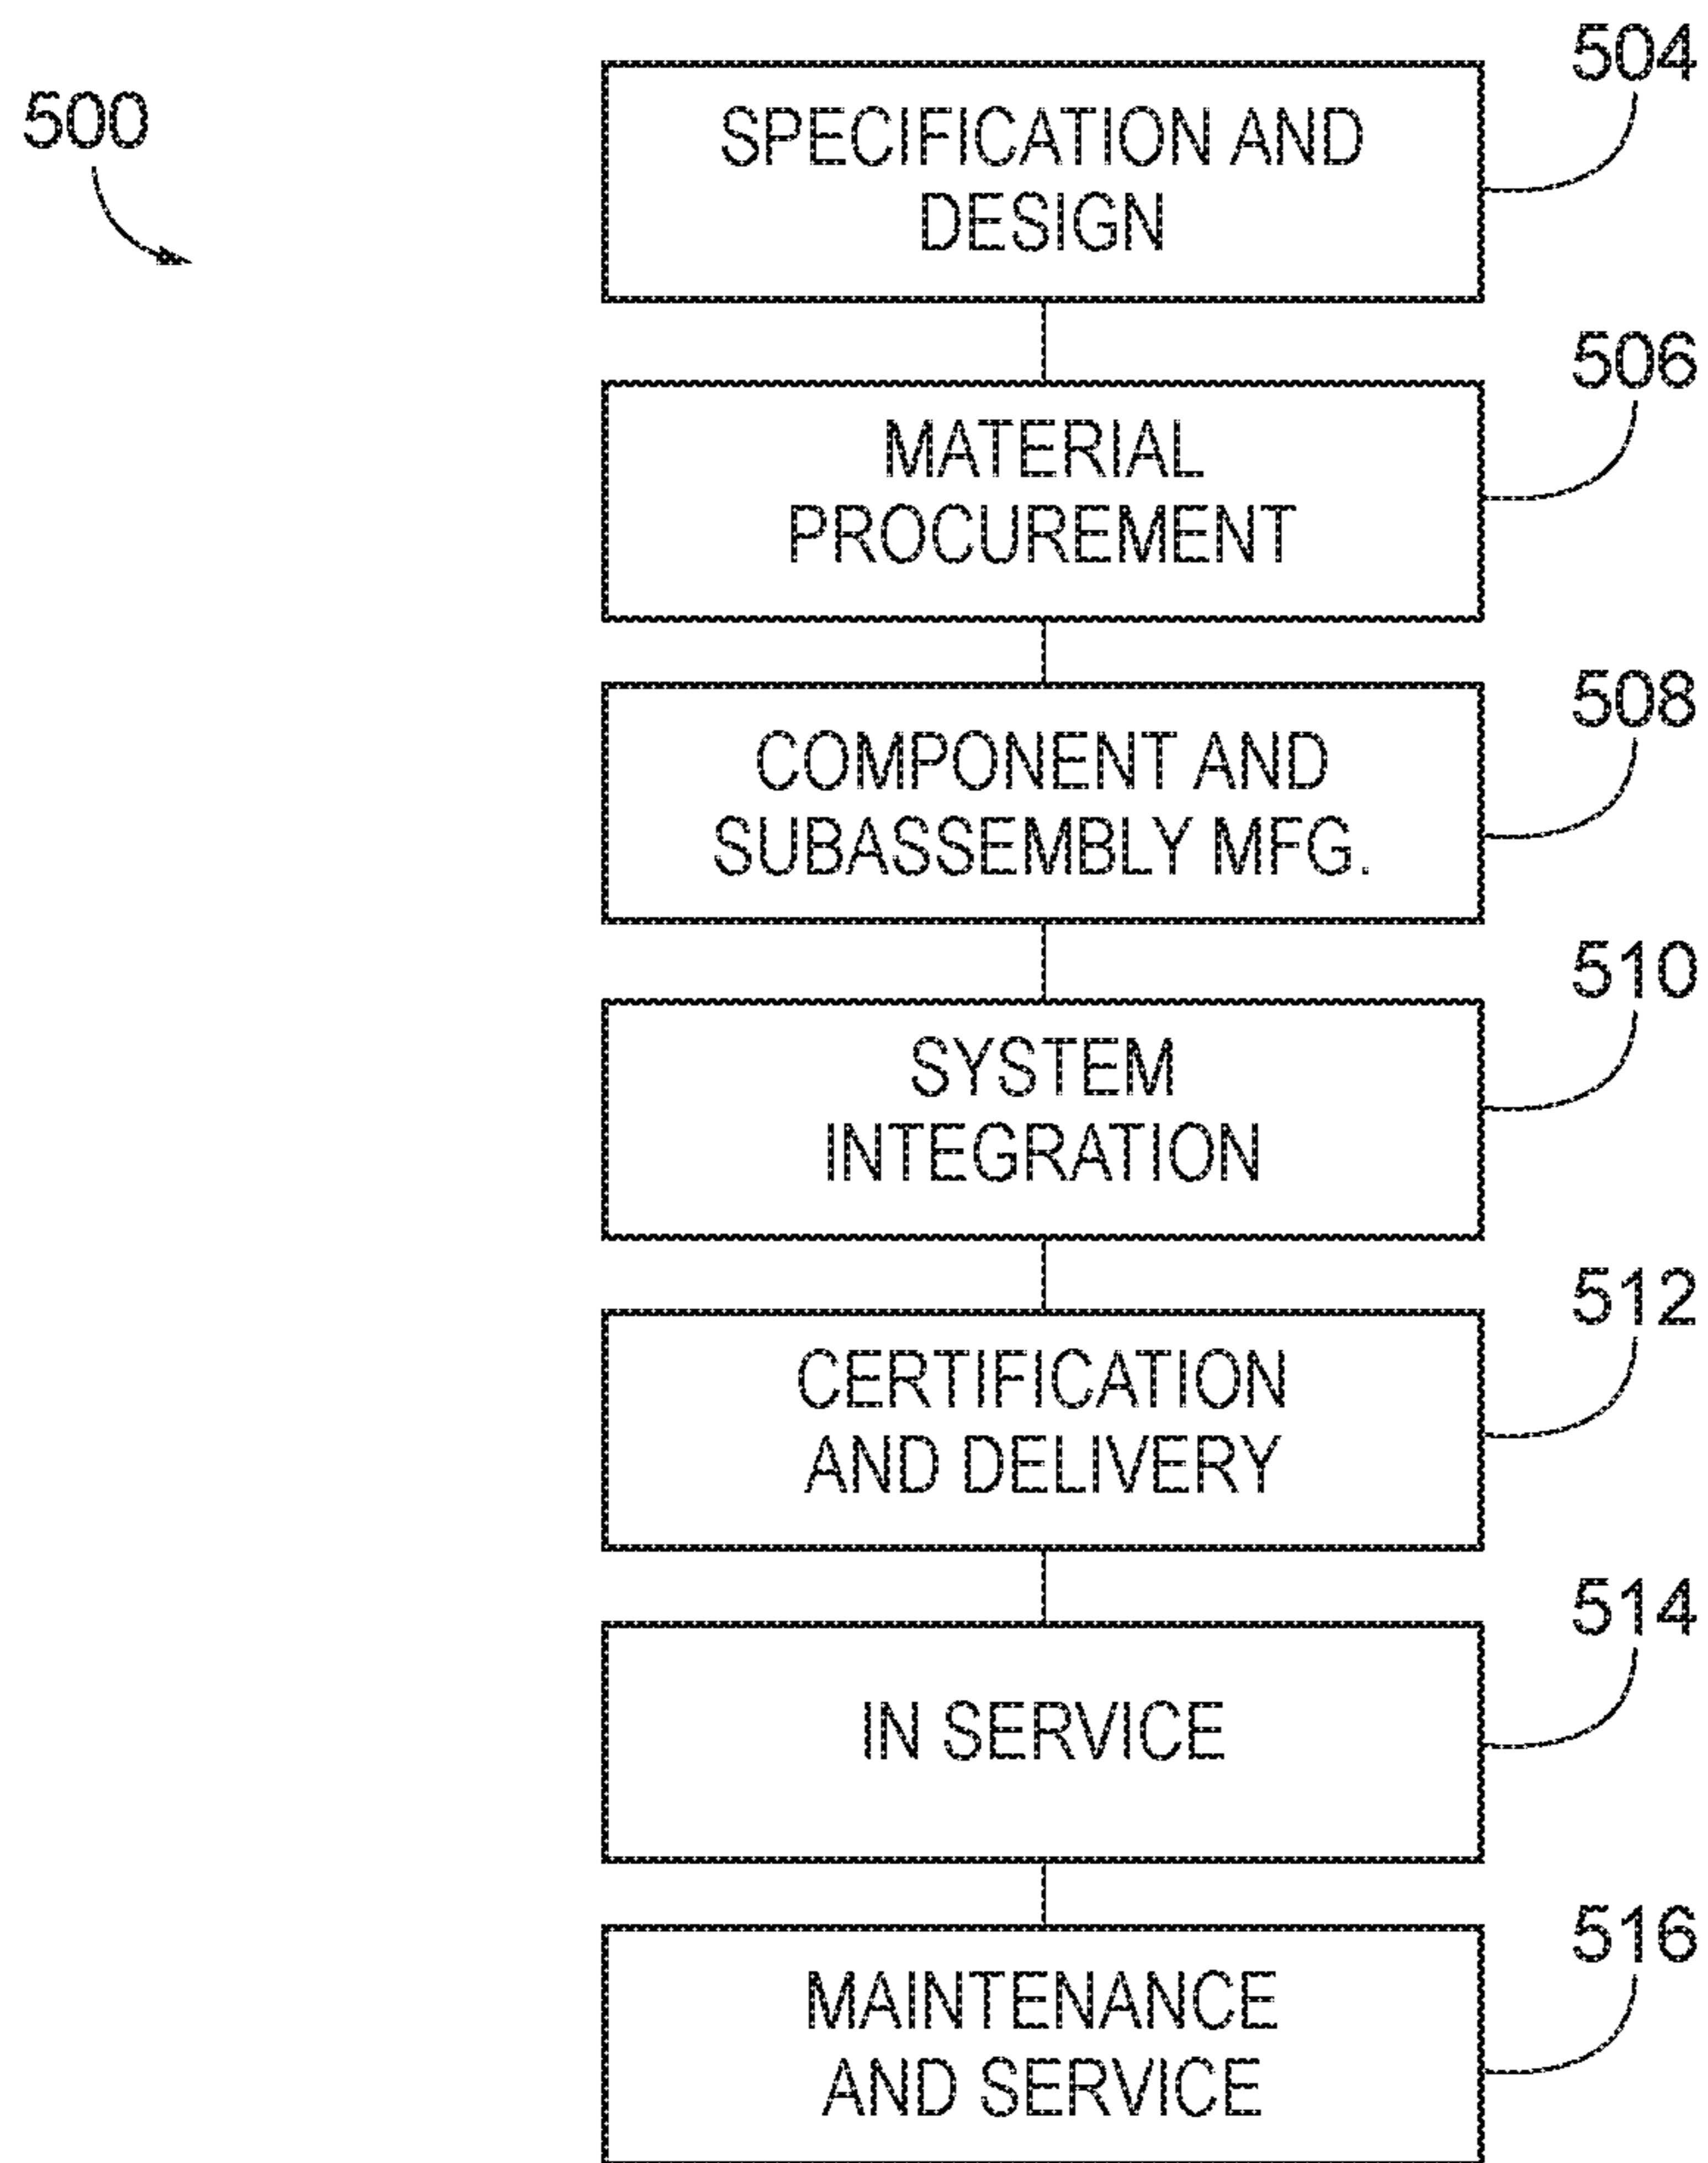 500
504
SPECIFICATION AND
DESIGN
506
MATERIAL
PROCUREMENT
508
COMPONENT AND
SUBASSEMBLY MFG.
510
SYSTEM
INTEGRATION
512
CERTIFICATION
AND DELIVERY
514
IN SERVICE
516
MAINTENANCE
AND SERVICE